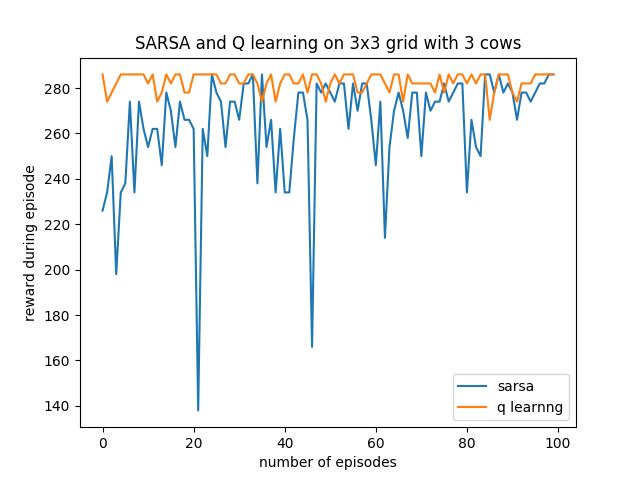 SARSA and Q learning on 3x3 grid with 3 cows
reward during episode
280
260
240
220
200
180
160
140
0
20
40
60
80
100
number of episodes
sarsa
q learnng